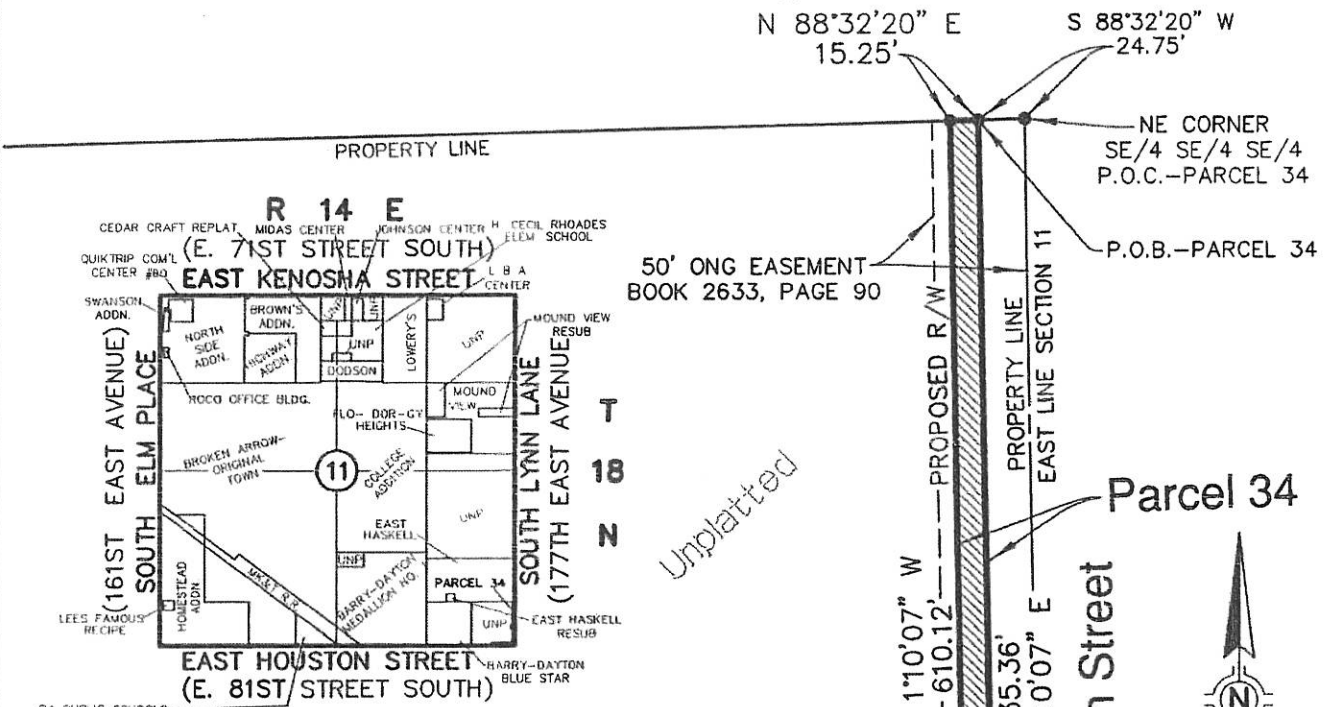 N 88°32'20" E
15.25'
S 88°32'20" W
24.75'
NE CORNER
SE/4 SE/4 SE/4
P.O.C.-PARCEL 34
P.O.B.-PARCEL 34
PROPERTY LINE
50' ONG EASEMENT
BOOK 2633, PAGE 90
R 14 E
CEDAR CRAFT REPLAT
MIDAS CENTER
JOHNSON CENTER
H CECIL RHOADES
ELEM SCHOOL
(E. 71ST STREET SOUTH)
EAST KENOSHA STREET
QUIKTRIP COM'L
CENTER #80
L B A
CENTER
SWANSON
ADDN.
NORTH
SIDE
ADDN.
BROWN'S
ADDN.
HIGHWAY
ADDN
UNP
UNP
UNP
DODSON
LOWERY'S
UNP
MOUND VIEW
RESUB
MOUND
VIEW
ROCO OFFICE BLDG.
FLO- DOR-GY
HEIGHTS
BROKEN ARROW-
ORIGINAL
TOWN
11
COLLEGE
ADDITION
UNP
EAST
HASKELL
UNP
PARCEL 34
BARRY-DAYTON
MEDALLION HO.
MK&T R.R.
HOMESTEAD
ADDN
LEES FAMOUS
RECIPE
UNP
EAST HASKELL
RESUB
BARRY-DAYTON
BLUE STAR
EAST HOUSTON STREET
(E. 81ST STREET SOUTH)
(161ST EAST AVENUE)
SOUTH ELM PLACE
SOUTH LYNN LANE
(177TH EAST AVENUE)
T
18
N
Unplatted
PROPOSED R/W
1°10'07" W
610.12'
PROPERTY LINE
EAST LINE SECTION 11
35.36'
0'07" E
Parcel 34
n Street
N